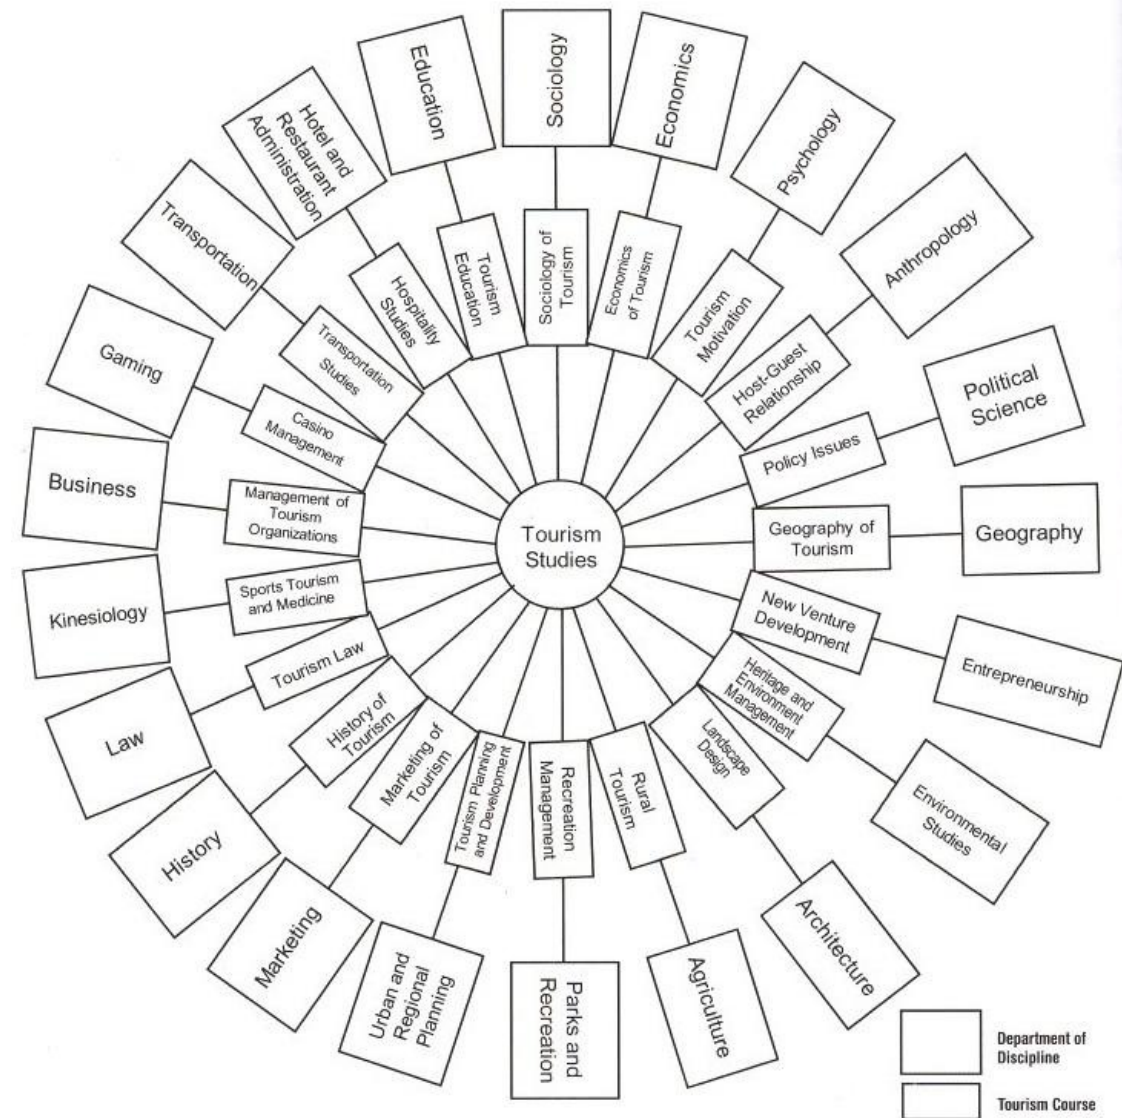 Sociology
Economics
Psychology
Anthropology
Political
Science
Geography
Entrepreneurship
Environmental
Studies
Architecture
Agriculture
Parks and
Recreation
Urban and
Regional
Planning
Marketing
History
Law
Kinesiology
Business
Gaming
Transportation
Hotel and
Restaurant
Administration
Education
Sociology of
Tourism
Economics
of Tourism
Tourism
Motivation
Host-Guest
Relationship
Policy Issues
Geography of
Tourism
New Venture
Development
Heritage and
Environment
Management
Landscape
Design
Rural
Tourism
Recreation
Management
Tourism Planning
and Development
Marketing of
Tourism
History of
Tourism
Tourism Law
Sports Tourism
and Medicine
Management of
Tourism
Organizations
Casino
Management
Transportation
Studies
Hospitality
Studies
Tourism
Education
Tourism
Studies
Department of
Discipline
Tourism Course